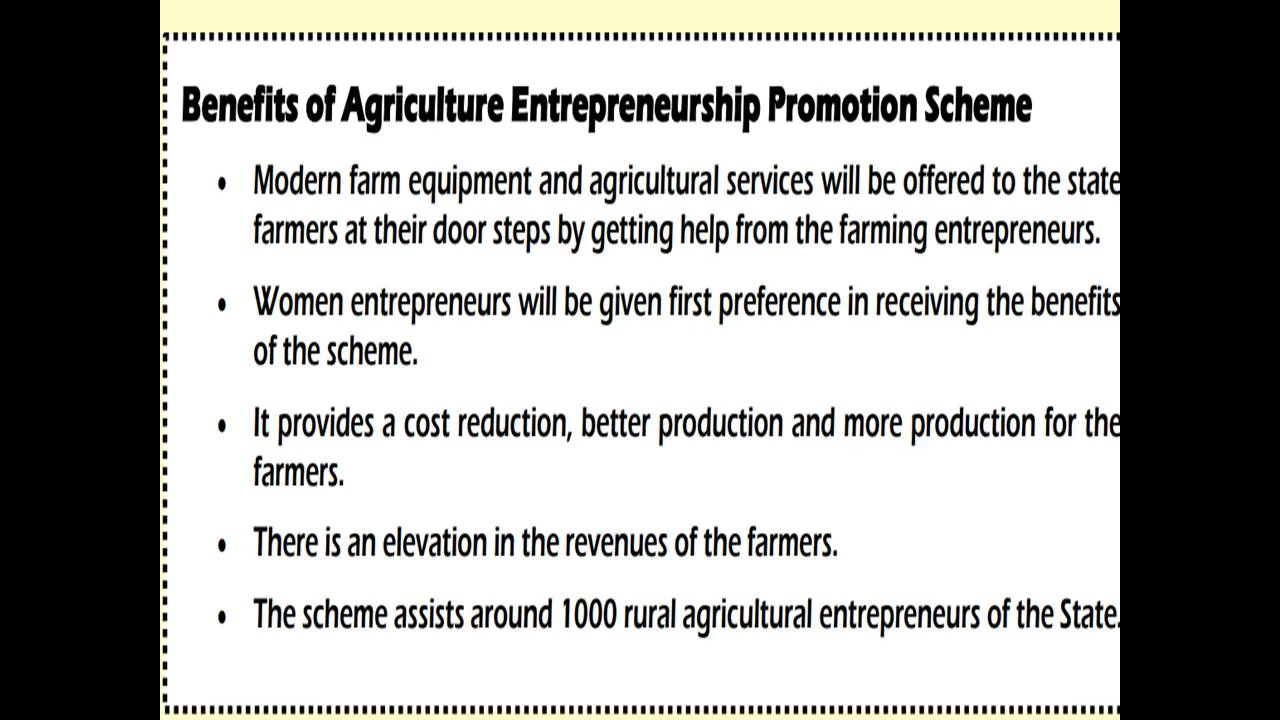 Benefits of Agriculture Entrepreneurship Promotion Scheme
• Modern farm equipment and agricultural services will be offered to the state
farmers at their door steps by getting help from the farming entrepreneurs.
• Women entrepreneurs will be given first preference in receiving the benefits
of the scheme.
• It provides a cost reduction, better production and more production for the
farmers.
• There is an elevation in the revenues of the farmers.
• The scheme assists around 1000 rural agricultural entrepreneurs of the State.